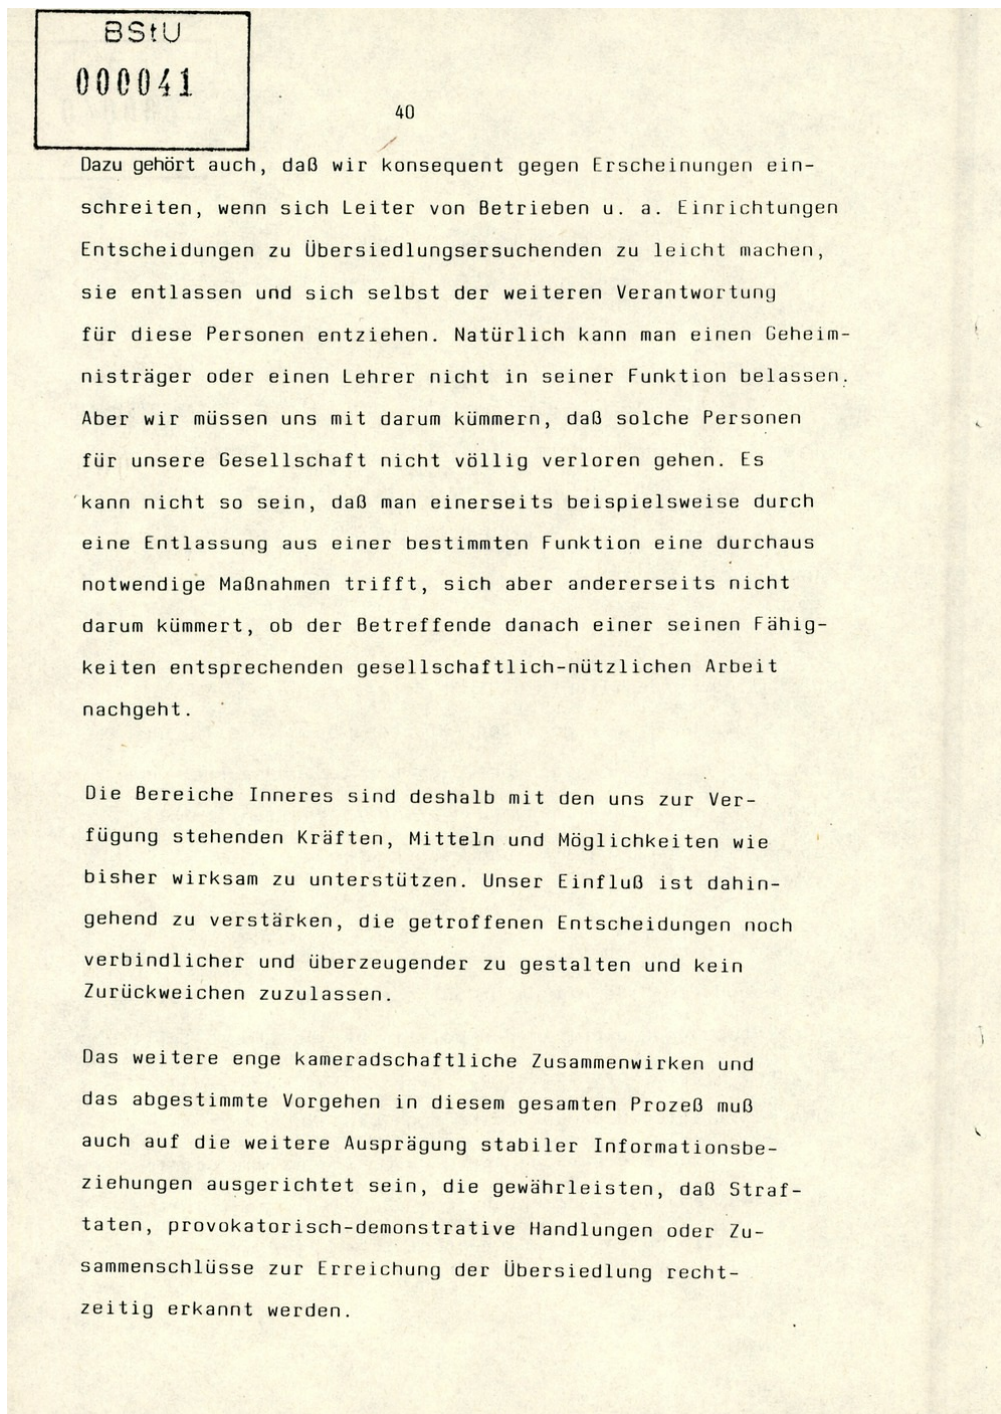 BStU
000041
40
Dazu gehört auch, daß wir konsequent gegen Erscheinungen ein-
schreiten, wenn sich Leiter von Betrieben u. a. Einrichtungen
Entscheidungen zu Übersiedlungsersuchenden zu leicht machen,
sie entlassen und sich selbst der weiteren Verantwortung
für diese Personen entziehen. Natürlich kann man einen Geheim-
nisträger oder einen Lehrer nicht in seiner Funktion belassen.
Aber wir müssen uns mit darum kümmern, daß solche Personen
für unsere Gesellschaft nicht völlig verloren gehen. Es
kann nicht so sein, daß man einerseits beispielsweise durch
eine Entlassung aus einer bestimmten Funktion eine durchaus
notwendige Maßnahmen trifft, sich aber andererseits nicht
darum kümmert, ob der Betreffende danach einer seinen Fähig-
keiten entsprechenden gesellschaftlich-nützlichen Arbeit
nachgeht.
Die Bereiche Inneres sind deshalb mit den uns zur Ver-
fügung stehenden Kräften, Mitteln und Möglichkeiten wie
bisher wirksam zu unterstützen. Unser Einfluß ist dahin-
gehend zu verstärken, die getroffenen Entscheidungen noch
verbindlicher und überzeugender zu gestalten und kein
Zurückweichen zuzulassen.
Das weitere enge kameradschaftliche Zusammenwirken und
das abgestimmte Vorgehen in diesem gesamten Prozeß muß
auch auf die weitere Ausprägung stabiler Informationsbe-
ziehungen ausgerichtet sein, die gewährleisten, daß Straf-
taten, provokatorisch-demonstrative Handlungen oder Zu-
sammenschlüsse zur Erreichung der Übersiedlung recht-
zeitig erkannt werden.